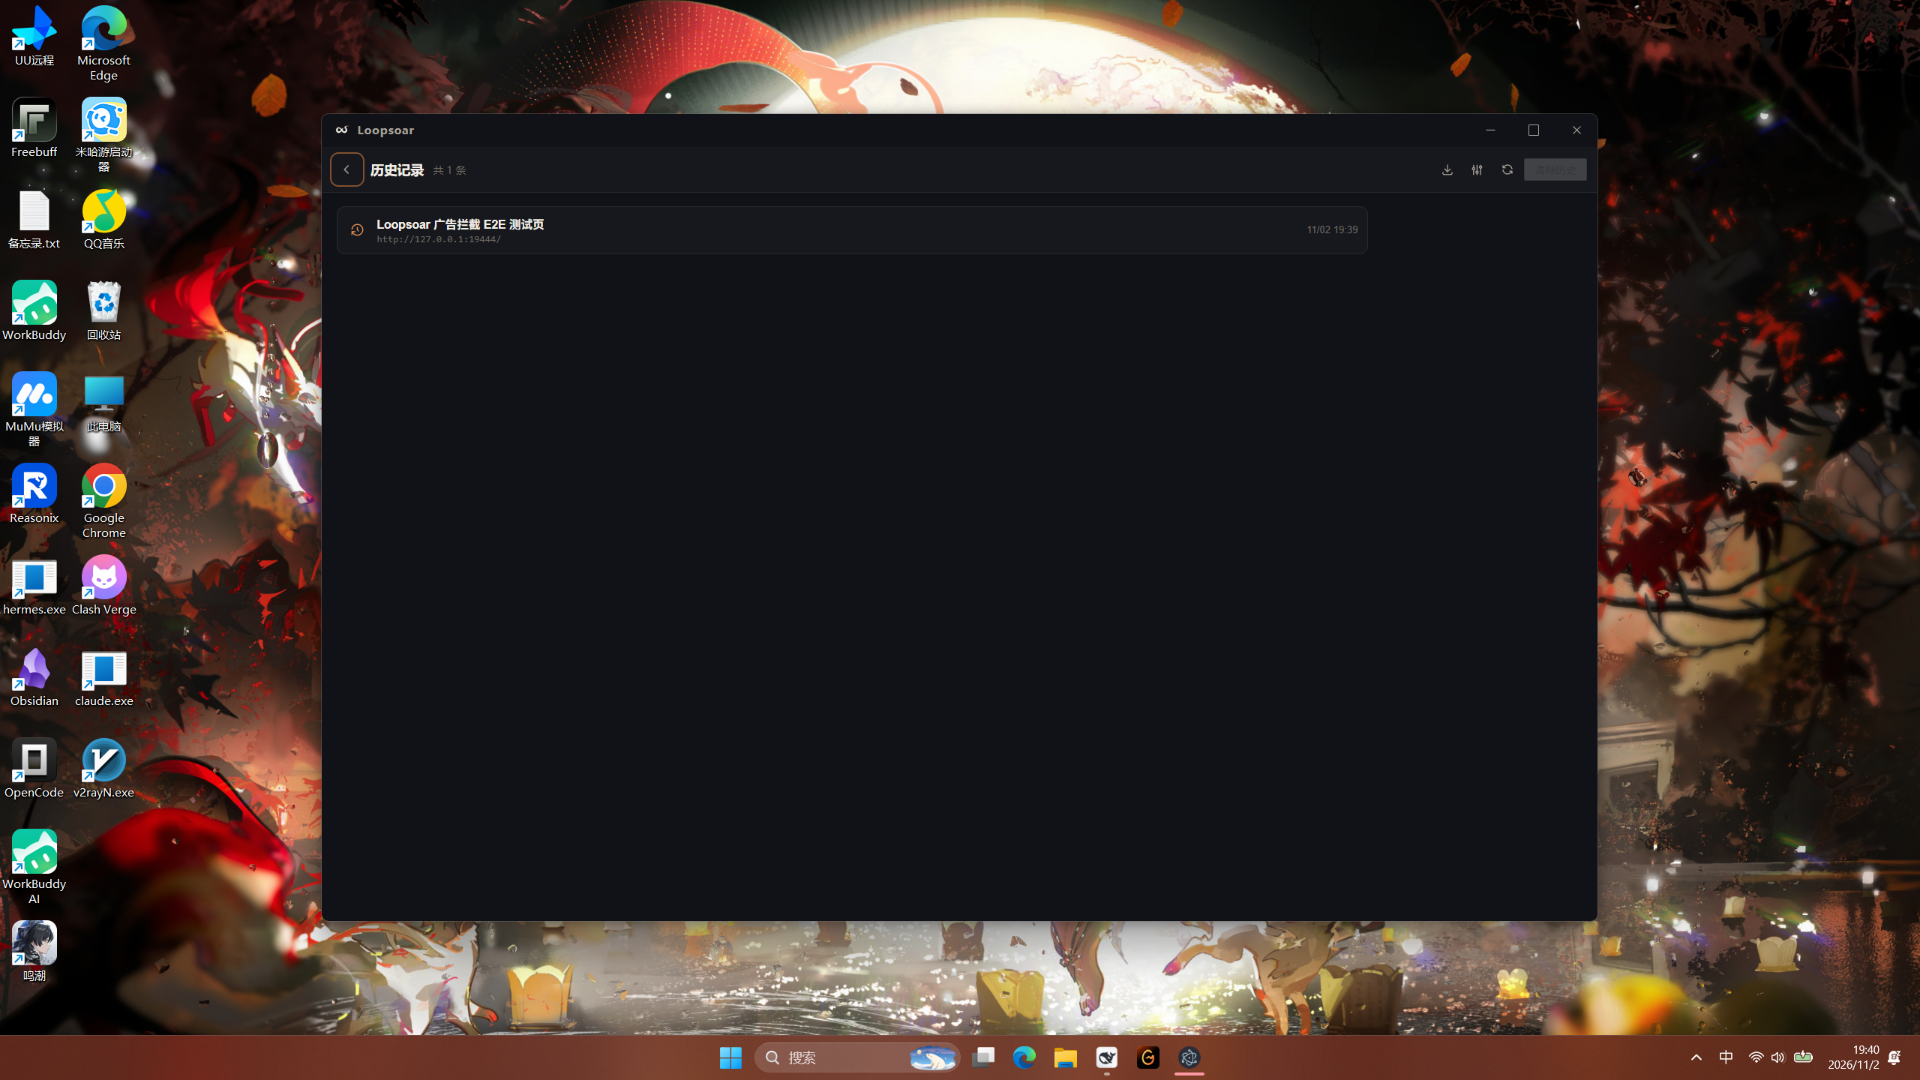 UU远程
Microsoft
Edge
Freebuff
米哈游启动
器
备忘录.txt
QQ音乐
WorkBuddy
回收站
MuMu模拟
器
此电脑
Reasonix
Google
Chrome
hermes.exe
Clash Verge
Obsidian
claude.exe
OpenCode
v2rayN.exe
WorkBuddy
AI
鸣潮
Loopsoar
历史记录 共 1 条
Loopsoar 广告拦截 E2E 测试页
http://127.0.0.1:19444/
11/02 19:39
搜索
中
19:40
2026/11/2